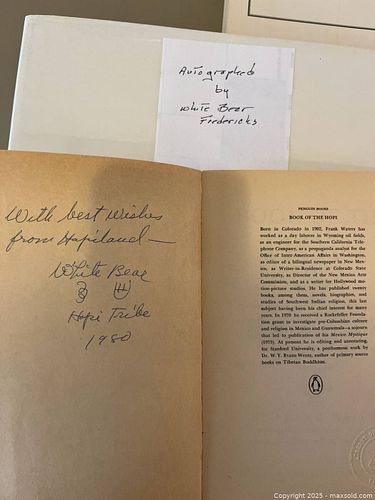 Autographed
by
White Bear
Fredericks
With best wishes
from Hopiland —
White Bear
Hopi Tribe
1980
PENGUIN BOOKS
BOOK OF THE HOPI
Born in Colorado in 1902, Frank Waters has
worked as a day laborer in Wyoming oil fields,
as an engineer for the Southern California Tele-
phone Company, as a propaganda analyst for the
Office of Inter-American Affairs in Washington,
as editor of a bilingual newspaper in New Mex-
ico, as Writer-in-Residence at Colorado State
University, as Director of the New Mexico Arts
Commission, and as a writer for Hollywood mo-
tion-picture studios. He has published twenty
books, among them, novels, biographies, and
studies of Southwest Indian religion, this last
subject having been his chief interest for some
years. In 1970 he received a Rockefeller Founda-
tion grant to investigate pre-Columbian culture
and religion in Mexico and Guatemala—a sojourn
that led to publication of his Mexico Mystique
(1975). At present he is editing and annotating,
for Stanford University, a posthumous work by
Dr. W. Y. Evans-Wentz, author of primary source
books on Tibetan Buddhism.
Copyright 2025 - maxsold.com